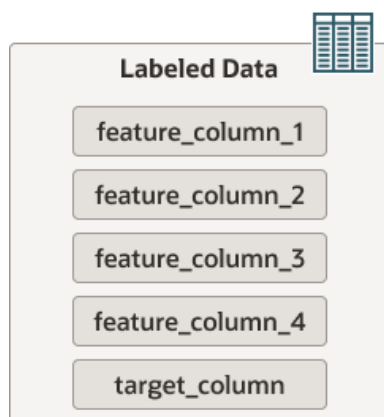 Labeled Data
feature_column_1
feature_column_2
feature_column_3
feature_column_4
target_column